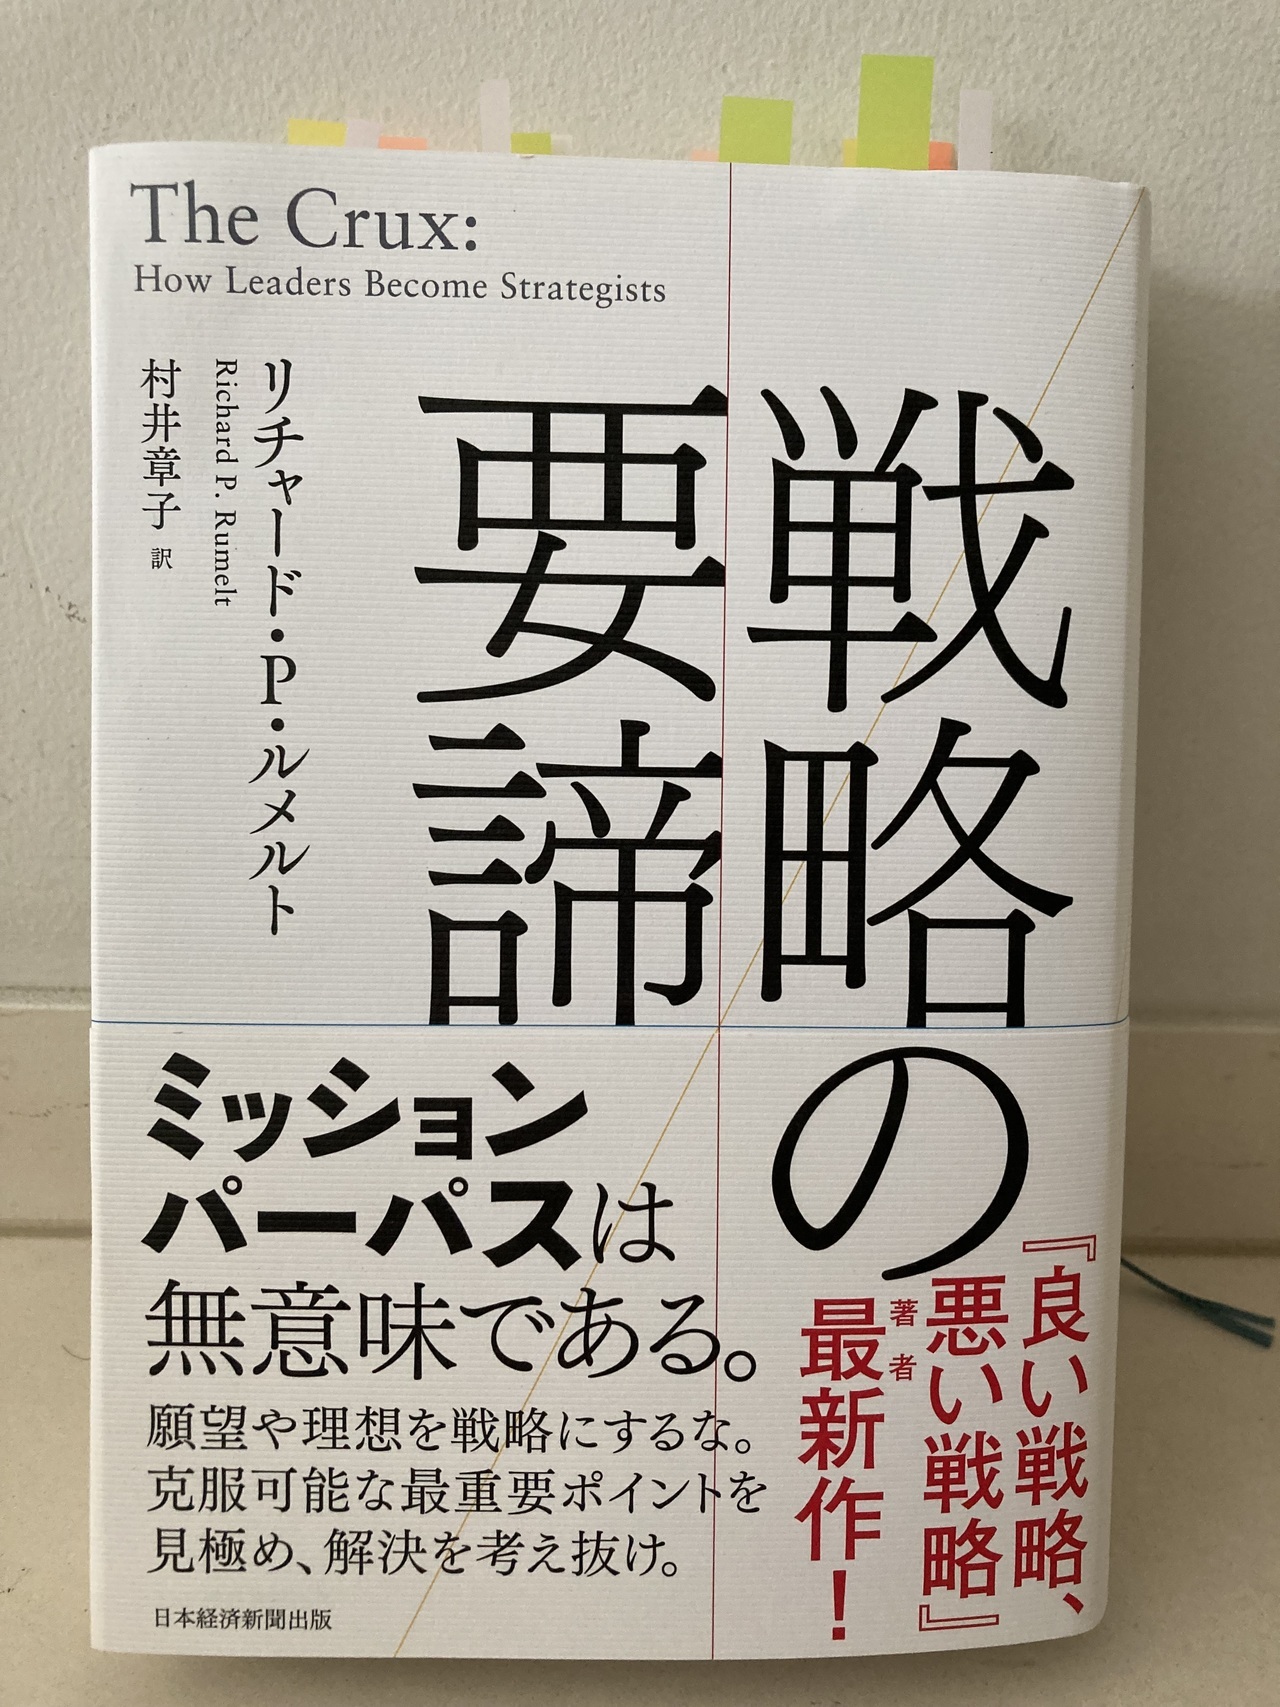 The Crux:
How Leaders Become Strategists
戦略の
要諦
リチャード・P・ルメルト
Richard P. Rumelt
村井章子 訳
ミッション
パーパスは
無意味である。
願望や理想を戦略にするな。
克服可能な最重要ポイントを
見極め、解決を考え抜け。
『良い戦略、
悪い戦略』
著者
最新作！
日本経済新聞出版